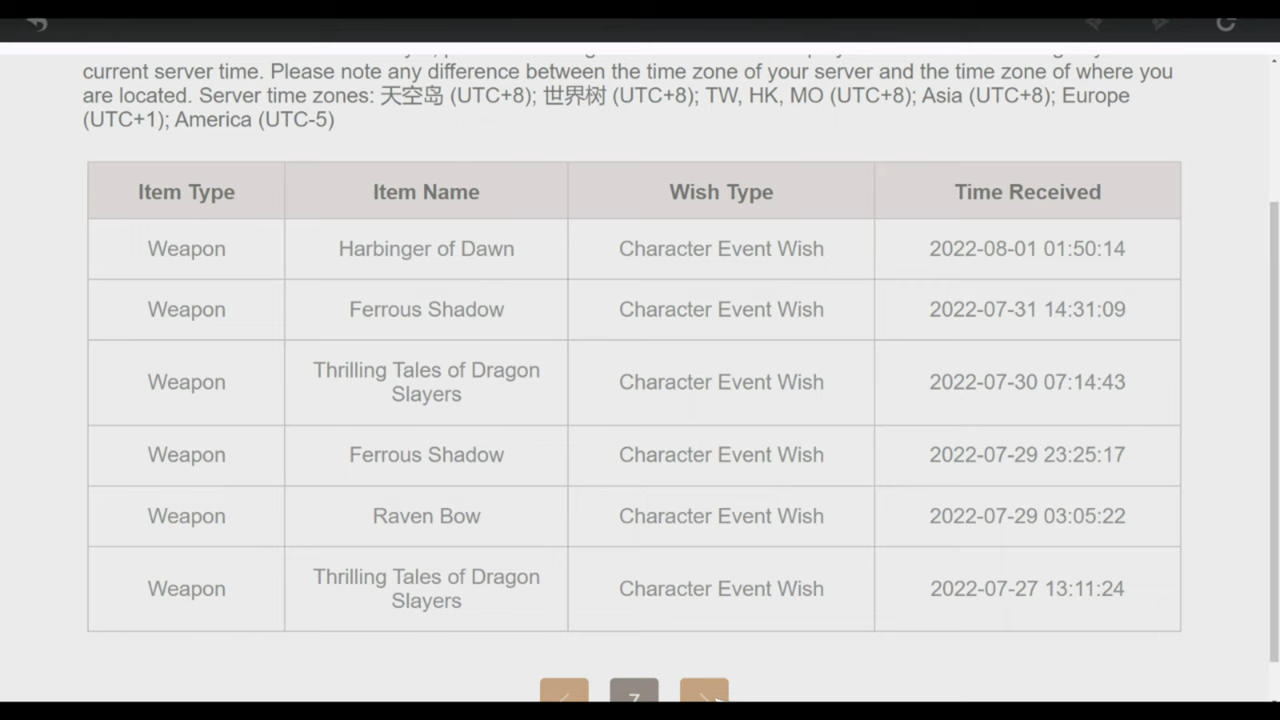 current server time. Please note any difference between the time zone of your server and the time zone of where you
are located. Server time zones: 天空岛 (UTC+8); 世界树 (UTC+8); TW, HK, MO (UTC+8); Asia (UTC+8); Europe
(UTC+1); America (UTC-5)
Item Type Item Name Wish Type Time Received
Weapon Harbinger of Dawn Character Event Wish 2022-08-01 01:50:14
Weapon Ferrous Shadow Character Event Wish 2022-07-31 14:31:09
Weapon Thrilling Tales of Dragon Character Event Wish 2022-07-30 07:14:43
Slayers
Weapon Ferrous Shadow Character Event Wish 2022-07-29 23:25:17
Weapon Raven Bow Character Event Wish 2022-07-29 03:05:22
Weapon Thrilling Tales of Dragon Character Event Wish 2022-07-27 13:11:24
Slayers
7